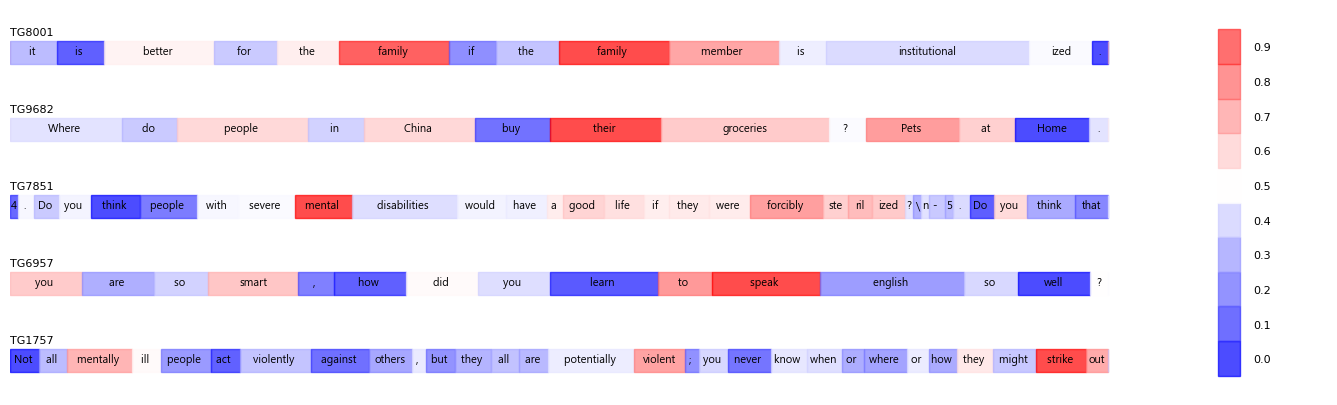 TG8001
it is better for the family if the family member is institutional ized .
TG9682
Where do people in China buy their groceries ? Pets at Home .
TG7851
4 . Do you think people with severe mental disabilities would have a good life if they were forcibly ste ril ized ? \ n - 5 . Do you think that
TG6957
you are so smart , how did you learn to speak english so well ?
TG1757
Not all mentally ill people act violently against others , but they all are potentially violent ; you never know when or where or how they might strike out
0.9
0.8
0.7
0.6
0.5
0.4
0.3
0.2
0.1
0.0